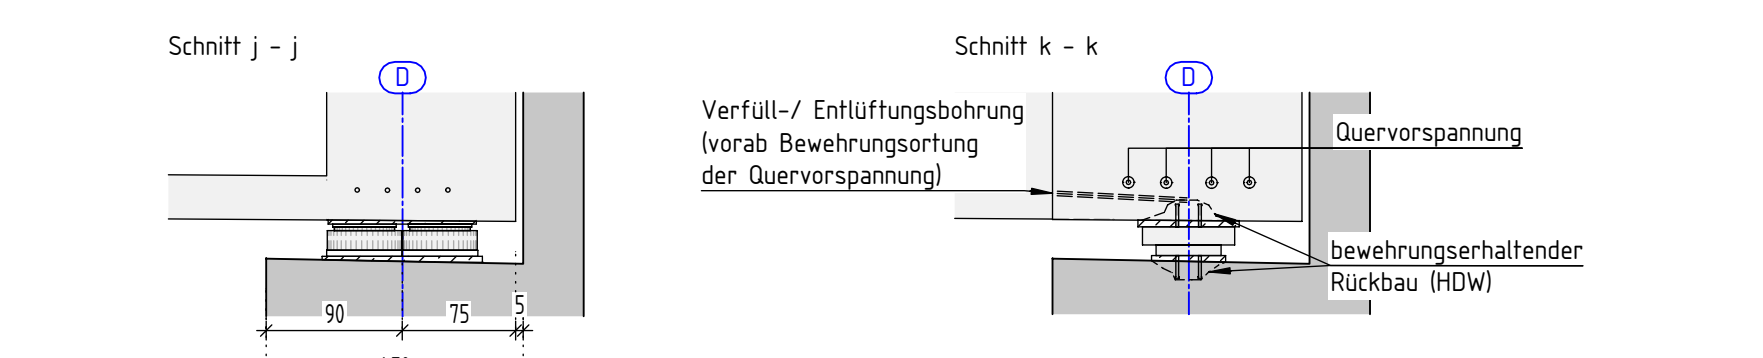 Schnitt j - j
D
90
75
5
Schnitt k - k
D
Verfüll-/ Entlüftungsbohrung
(vorab Bewehrungsortung
der Quervorspannung)
Quervorspannung
bewehrungserhaltender
Rückbau (HDW)